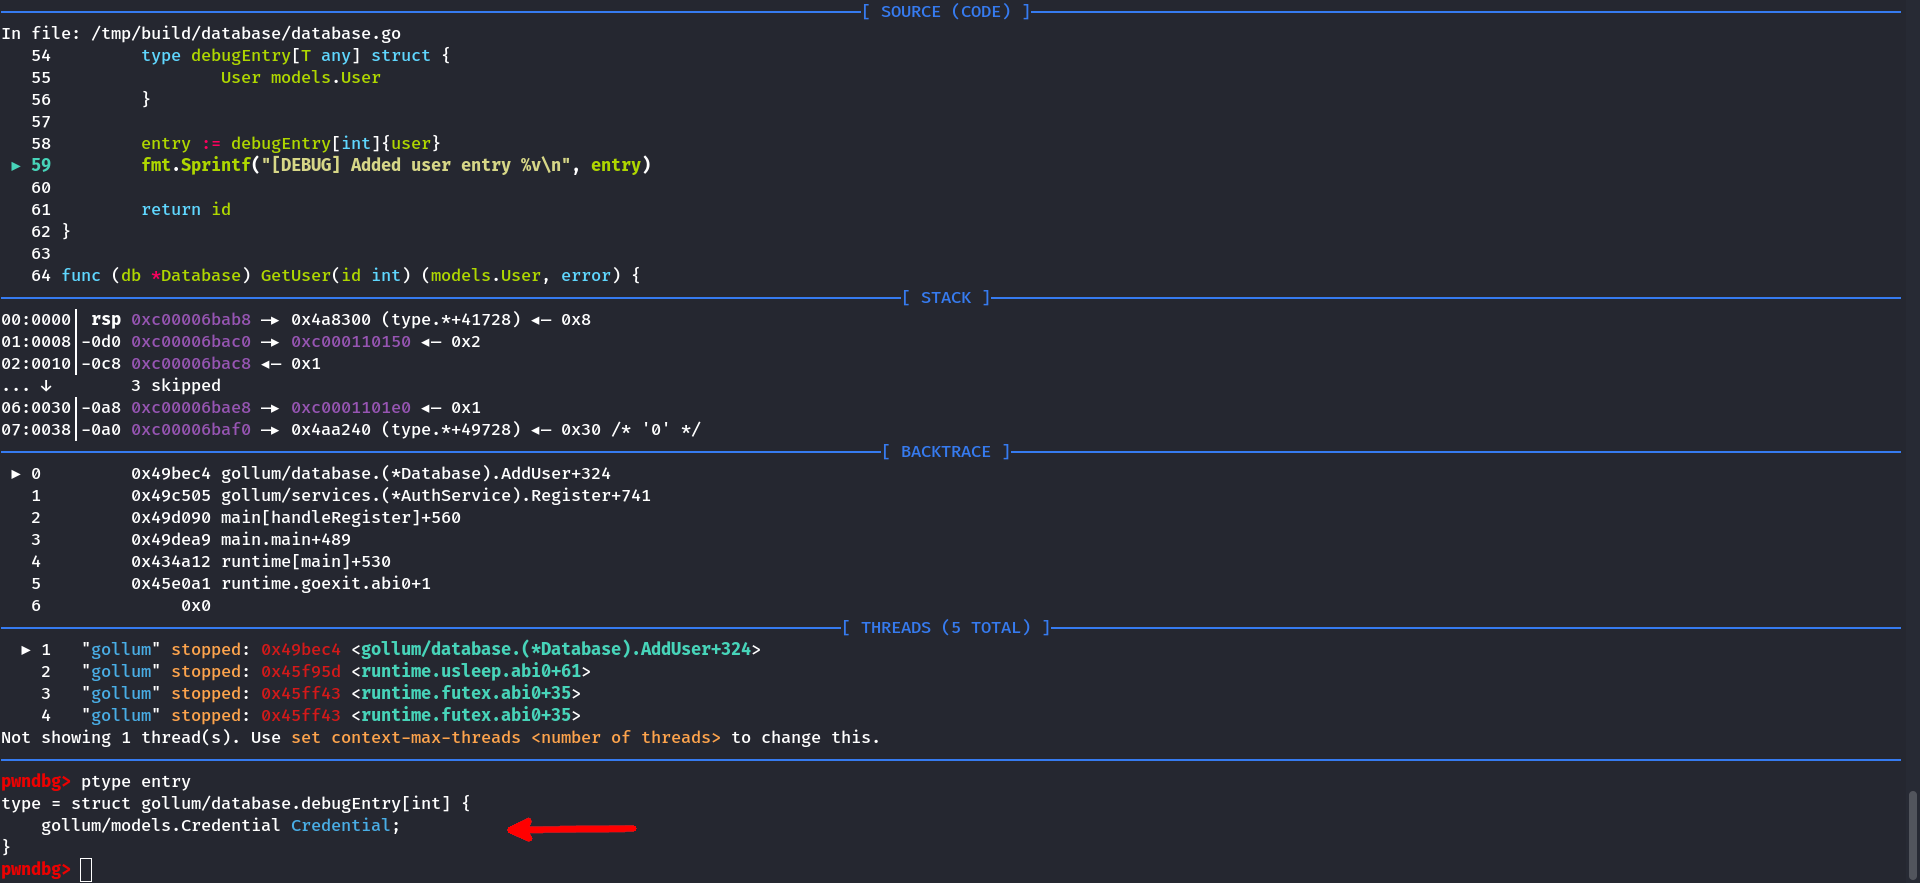 [ SOURCE (CODE) ]
In file: /tmp/build/database/database.go
54 type debugEntry[T any] struct {
55 User models.User
56 }
57
58 entry := debugEntry[int]{user}
► 59 fmt.Sprintf("[DEBUG] Added user entry %v\n", entry)
60
61 return id
62 }
63
64 func (db *Database) GetUser(id int) (models.User, error) {
[ STACK ]
00:0000│ rsp 0xc00006bab8 —▸ 0x4a8300 (type.*+41728) ◂— 0x8
01:0008│-0d0 0xc00006bac0 —▸ 0xc000110150 ◂— 0x2
02:0010│-0c8 0xc00006bac8 ◂— 0x1
... ↓ 3 skipped
06:0030│-0a8 0xc00006bae8 —▸ 0xc0001101e0 ◂— 0x1
07:0038│-0a0 0xc00006baf0 —▸ 0x4aa240 (type.*+49728) ◂— 0x30 /* '0' */
[ BACKTRACE ]
► 0 0x49bec4 gollum/database.(*Database).AddUser+324
1 0x49c505 gollum/services.(*AuthService).Register+741
2 0x49d090 main[handleRegister]+560
3 0x49dea9 main.main+489
4 0x434a12 runtime[main]+530
5 0x45e0a1 runtime.goexit.abi0+1
6 0x0
[ THREADS (5 TOTAL) ]
► 1 "gollum" stopped: 0x49bec4 <gollum/database.(*Database).AddUser+324>
2 "gollum" stopped: 0x45f95d <runtime.usleep.abi0+61>
3 "gollum" stopped: 0x45ff43 <runtime.futex.abi0+35>
4 "gollum" stopped: 0x45ff43 <runtime.futex.abi0+35>
Not showing 1 thread(s). Use set context-max-threads <number of threads> to change this.
pwndbg> ptype entry
type = struct gollum/database.debugEntry[int] {
gollum/models.Credential Credential;
}
pwndbg>